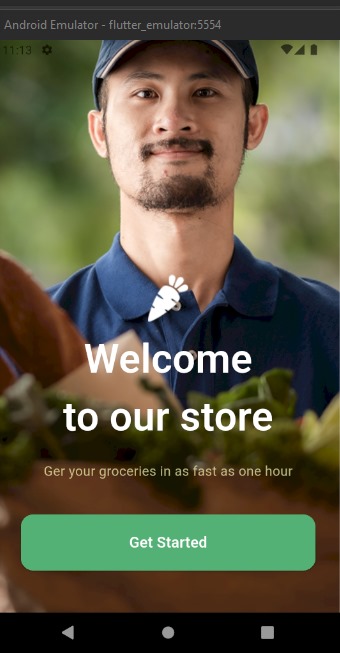 Android Emulator - flutter_emulator:5554
11:13
Welcome
to our store
Ger your groceries in as fast as one hour
Get Started